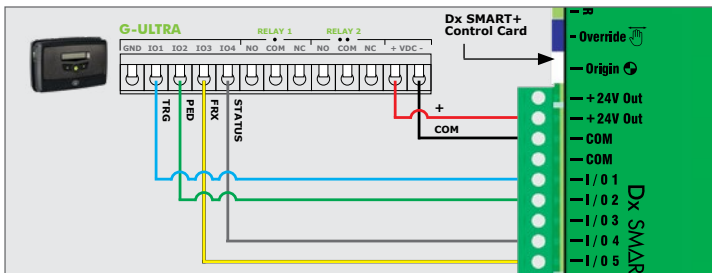 G-ULTRA
RELAY 1
RELAY 2
GND IO1 IO2 IO3 IO4 NO COM NC NO COM NC + VDC -
TRG
PED
FRX
STATUS
+
COM
Dx SMART+
Control Card
Override
Origin
+24V Out
+24V Out
COM
COM
I/O 1
I/O 2
I/O 3
I/O 4
I/O 5
Dx SMAR